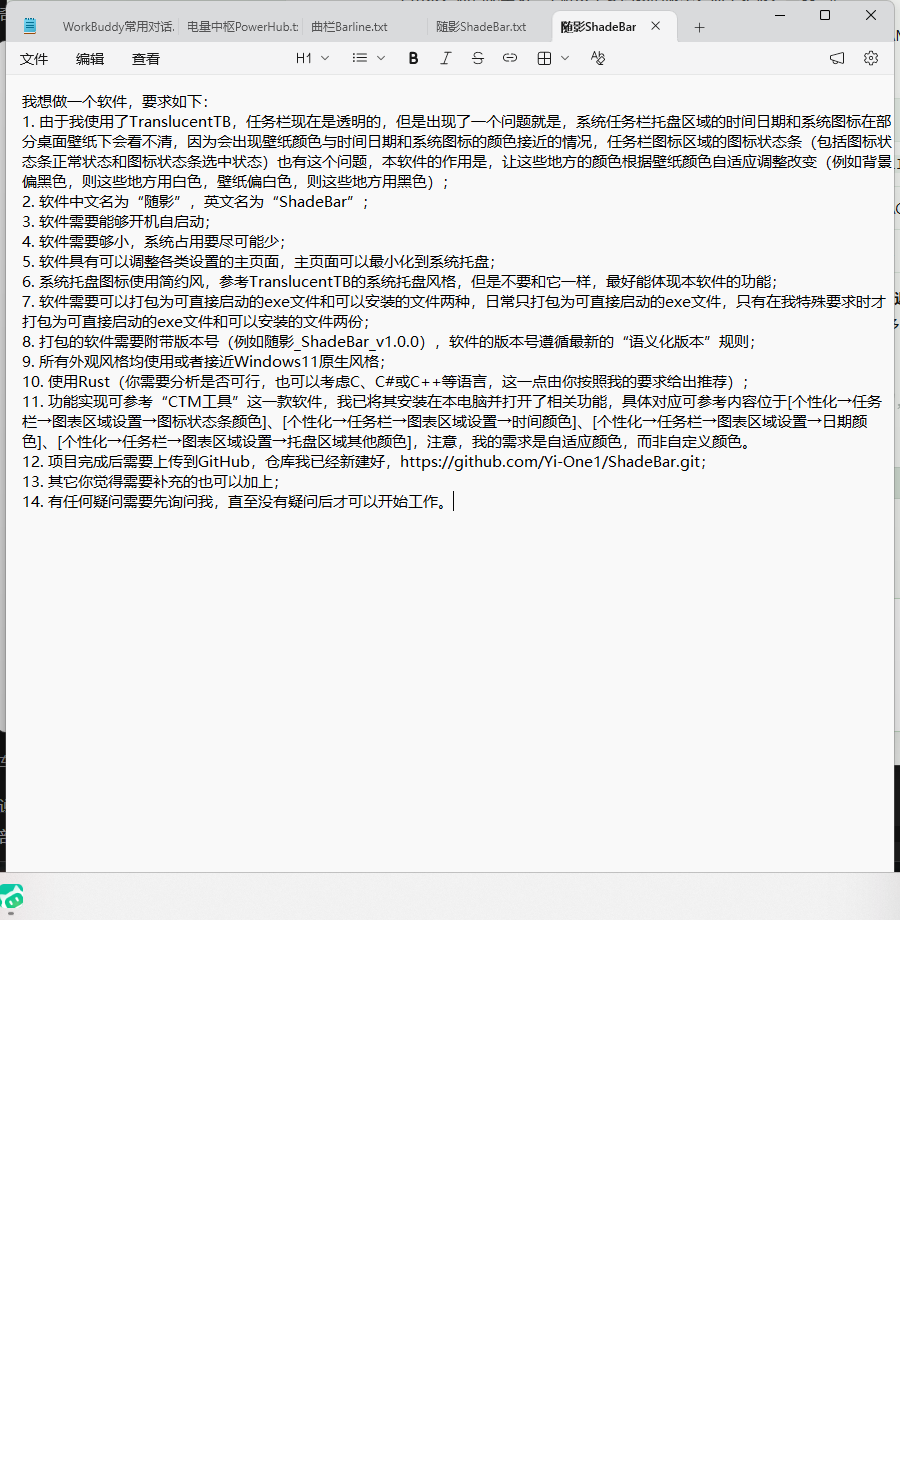 WorkBuddy常用对话.
电量中枢PowerHub.t:
曲栏Barline.txt
随影ShadeBar.txt
随影ShadeBar
文件
编辑
查看
H1
B
I
S
我想做一个软件，要求如下：
1. 由于我使用了TranslucentTB，任务栏现在是透明的，但是出现了一个问题就是，系统任务栏托盘区域的时间日期和系统图标在部
分桌面壁纸下会看不清，因为会出现壁纸颜色与时间日期和系统图标的颜色接近的情况，任务栏图标区域的图标状态条（包括图标状
态条正常状态和图标状态条选中状态）也有这个问题，本软件的作用是，让这些地方的颜色根据壁纸颜色自适应调整改变（例如背景
偏黑色，则这些地方用白色，壁纸偏白色，则这些地方用黑色）；
2. 软件中文名为“随影”，英文名为“ShadeBar”；
3. 软件需要能够开机自启动；
4. 软件需要够小，系统占用要尽可能少；
5. 软件具有可以调整各类设置的主页面，主页面可以最小化到系统托盘；
6. 系统托盘图标使用简约风，参考TranslucentTB的系统托盘风格，但是不要和它一样，最好能体现本软件的功能；
7. 软件需要可以打包为可直接启动的exe文件和可以安装的文件两种，日常只打包为可直接启动的exe文件，只有在我特殊要求时才
打包为可直接启动的exe文件和可以安装的文件两份；
8. 打包的软件需要附带版本号（例如随影_ShadeBar_v1.0.0），软件的版本号遵循最新的“语义化版本”规则；
9. 所有外观风格均使用或者接近Windows11原生风格；
10. 使用Rust（你需要分析是否可行，也可以考虑C、C#或C++等语言，这一点由你按照我的要求给出推荐）；
11. 功能实现可参考“CTM工具”这一款软件，我已将其安装在本电脑并打开了相关功能，具体对应可参考内容位于[个性化→任务
栏→图表区域设置→图标状态条颜色]、[个性化→任务栏→图表区域设置→时间颜色]、[个性化→任务栏→图表区域设置→日期颜
色]、[个性化→任务栏→图表区域设置→托盘区域其他颜色]，注意，我的需求是自适应颜色，而非自定义颜色。
12. 项目完成后需要上传到GitHub，仓库我已经新建好，https://github.com/Yi-One1/ShadeBar.git；
13. 其它你觉得需要补充的也可以加上；
14. 有任何疑问需要先询问我，直至没有疑问后才可以开始工作。